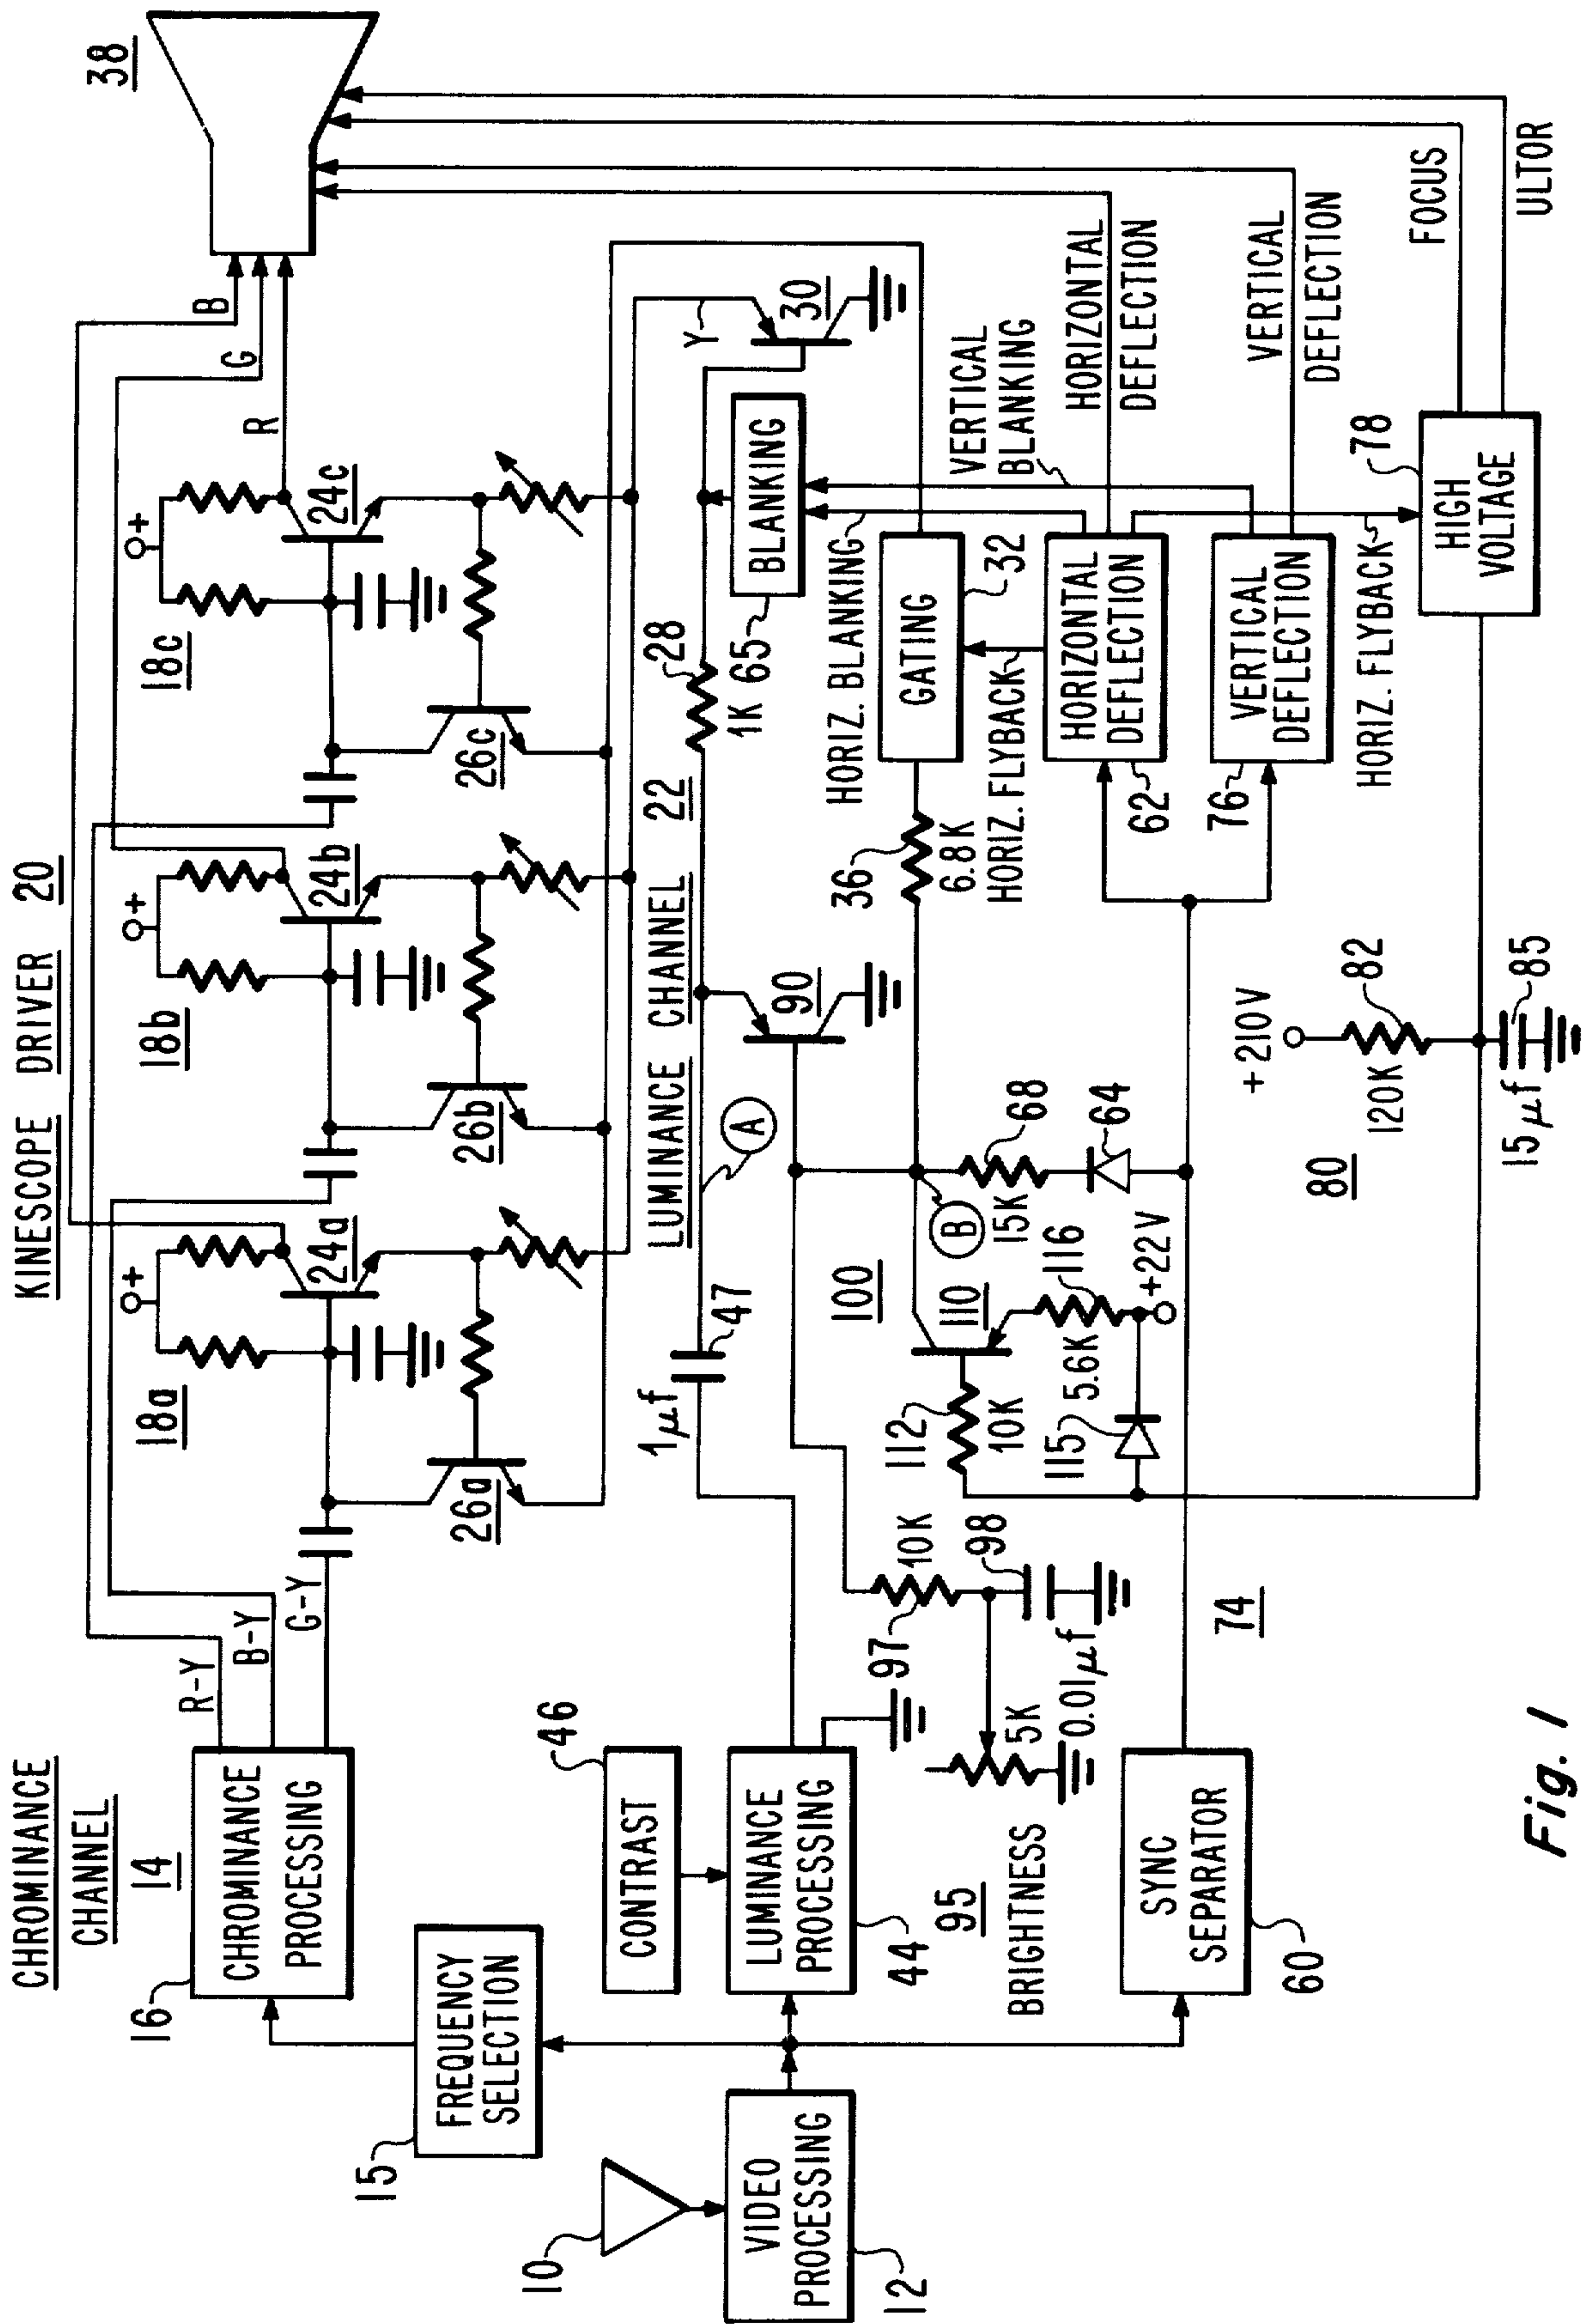 CHROMINANCE
CHANNEL
14
CHROMINANCE
PROCESSING
16
R-Y
B-Y
G-Y
KINESCOPE DRIVER 20
18a
+
24a
26a
18b
+
24b
26b
18c
+
24c
26c
B
G
R
38
FREQUENCY
SELECTION
15
10
VIDEO
PROCESSING
12
CONTRAST
46
LUMINANCE
PROCESSING
44
1μf
47
A
LUMINANCE CHANNEL 22
90
28
1K
65
BLANKING
Y
30
95
BRIGHTNESS
5K
97
10K
98
0.01μf
100
110
112
10K
115
5.6K
116
+22V
B
15K
68
64
36
6.8K
GATING
32
HORIZ. BLANKING
HORIZ. FLYBACK
VERTICAL
BLANKING
HORIZONTAL
DEFLECTION
62
HORIZONTAL
DEFLECTION
VERTICAL
DEFLECTION
76
VERTICAL
DEFLECTION
HORIZ. FLYBACK
SYNC
SEPARATOR
60
74
80
+210V
120K
82
15μf
85
HIGH
VOLTAGE
78
FOCUS
ULTOR
Fig. 1